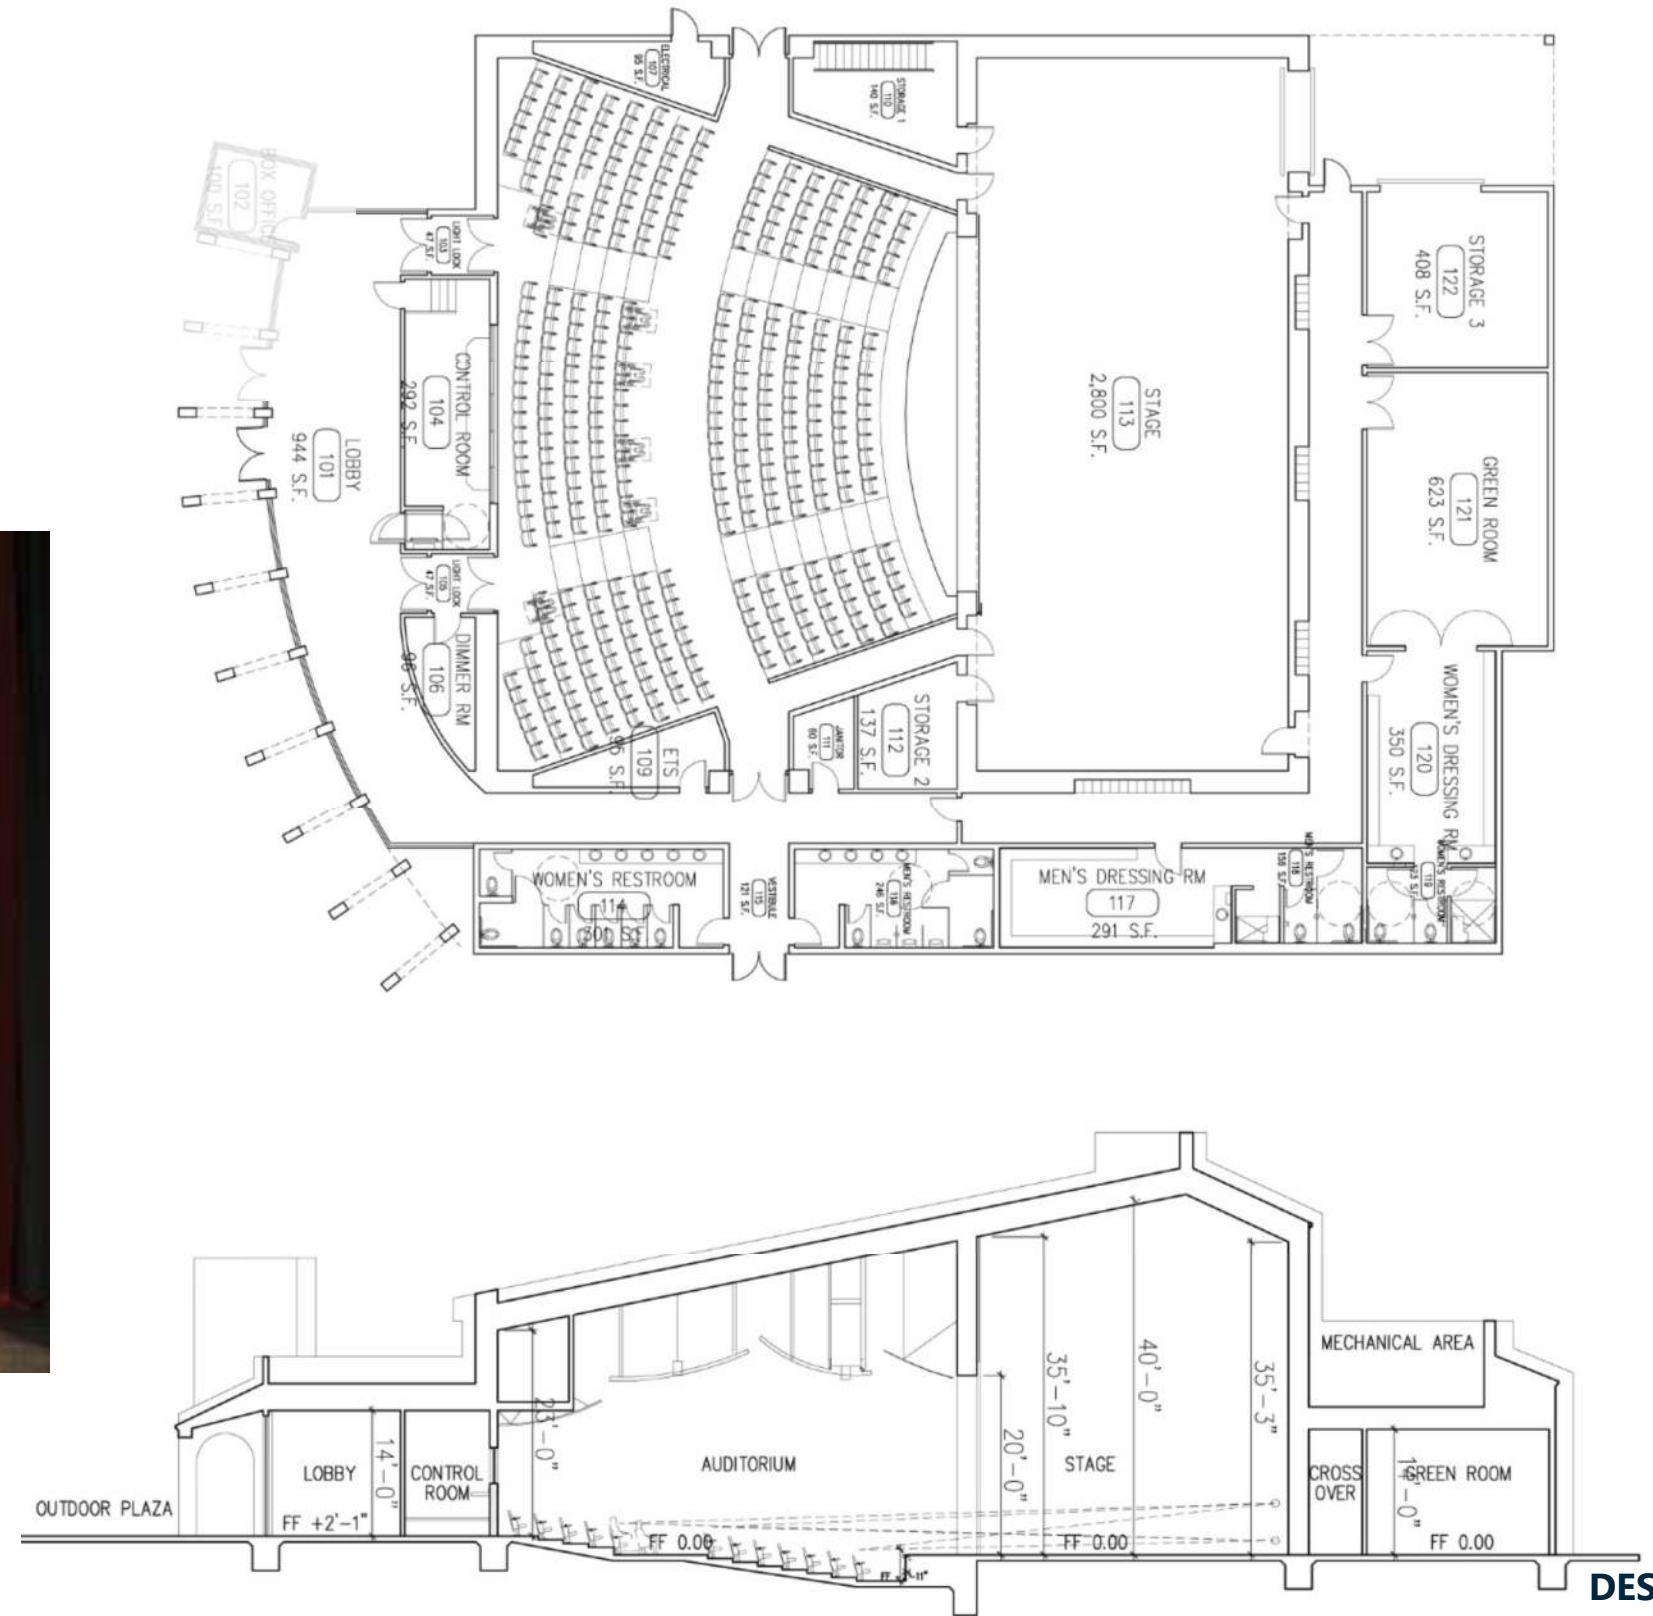 ELECTRICAL
107
95 S.F.
STORAGE 1
110
140 S.F.
BOX OFFICE
102
100 S.F.
LIGHT LOCK
103
47 S.F.
STORAGE 3
122
408 S.F.
CONTROL ROOM
104
292 S.F.
STAGE
113
2,800 S.F.
LOBBY
101
944 S.F.
GREEN ROOM
121
623 S.F.
LIGHT LOCK
105
47 S.F.
DIMMER RM
106
96 S.F.
WOMEN'S DRESSING RM
120
350 S.F.
STORAGE 2
112
137 S.F.
JANITOR
111
60 S.F.
ETS
109
95 S.F.
WOMEN'S RESTROOM
114
301 S.F.
VESTIBULE
115
121 S.F.
MEN'S RESTROOM
116
246 S.F.
MEN'S DRESSING RM
117
291 S.F.
MEN'S RESTROOM
118
156 S.F.
WOMEN'S RESTROOM
119
S.F.
MECHANICAL AREA
23'-0"
35'-10"
40'-0"
35'-3"
20'-0"
14'-0"
LOBBY
CONTROL
ROOM
AUDITORIUM
STAGE
CROSS
OVER
GREEN ROOM
OUTDOOR PLAZA
FF +2'-1"
FF 0.00
FF 0.00
FF 0.00
FF
DES